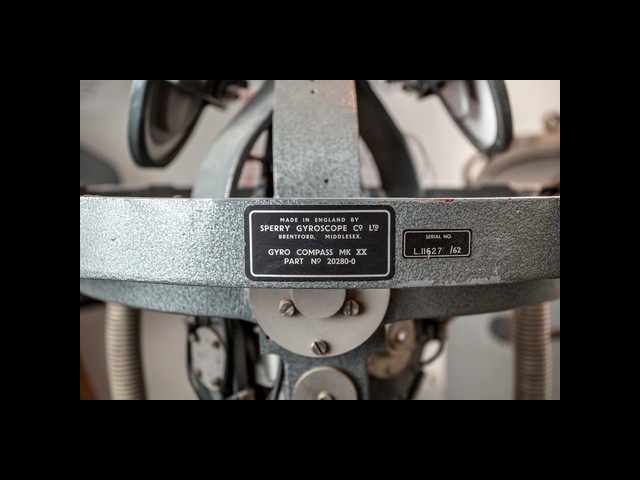 MADE IN ENGLAND BY
SPERRY GYROSCOPE CO LTD
BRENTFORD, MIDDLESEX.
GYRO COMPASS MK XX
PART NO 20280-0
SERIAL NO.
L.11627 /62